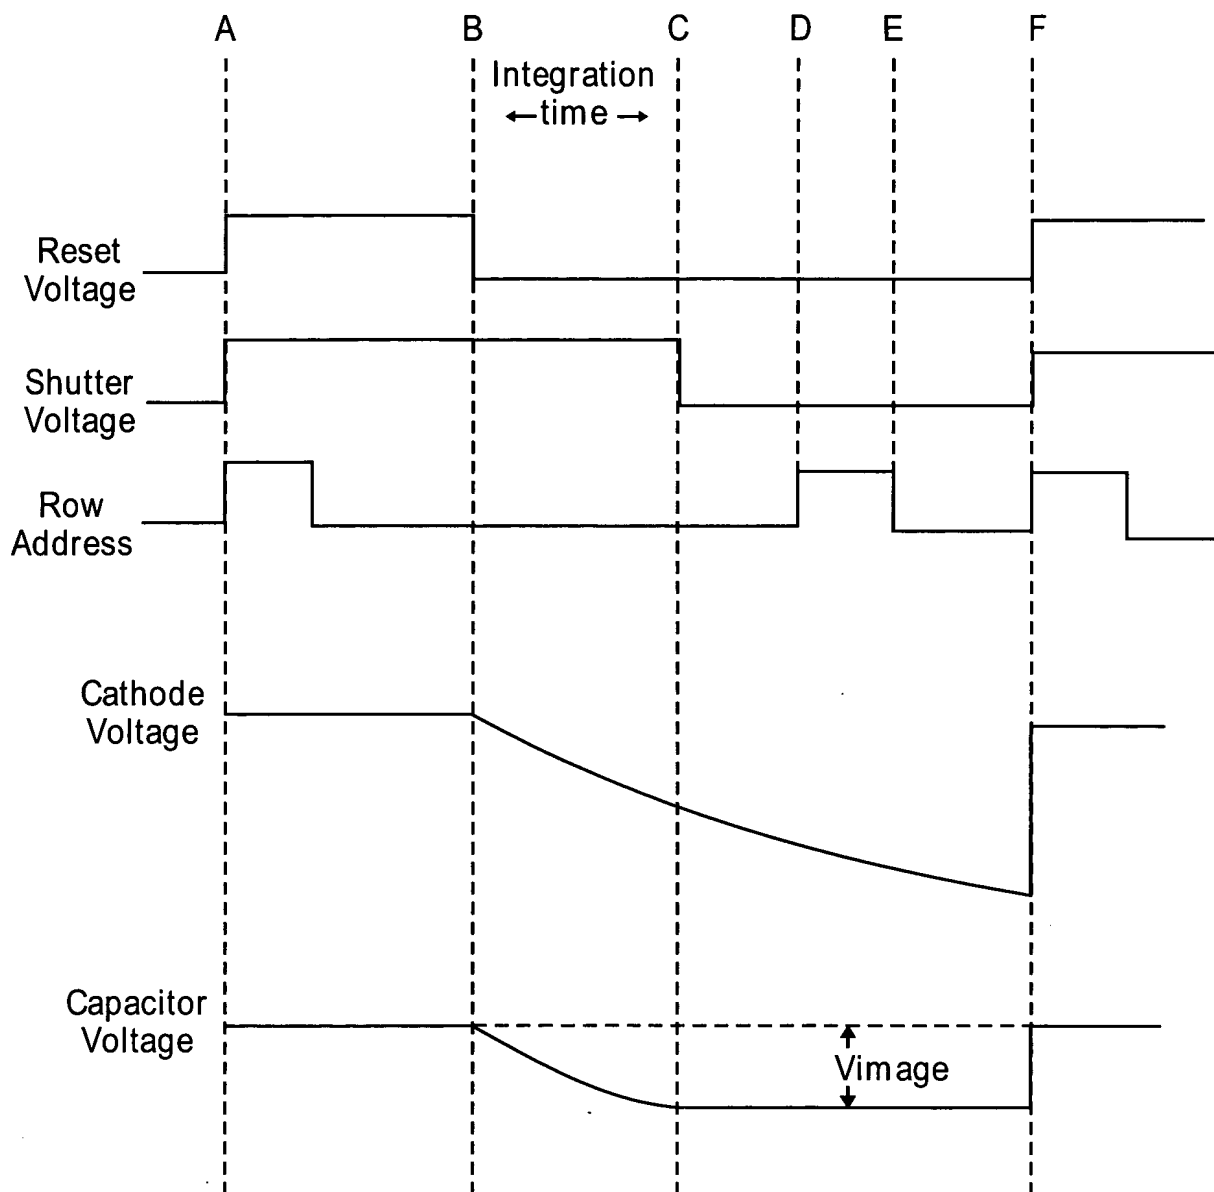 A B C D E F
Integration
time
Reset
Voltage
Shutter
Voltage
Row
Address
Cathode
Voltage
Capacitor
Voltage
Vimage